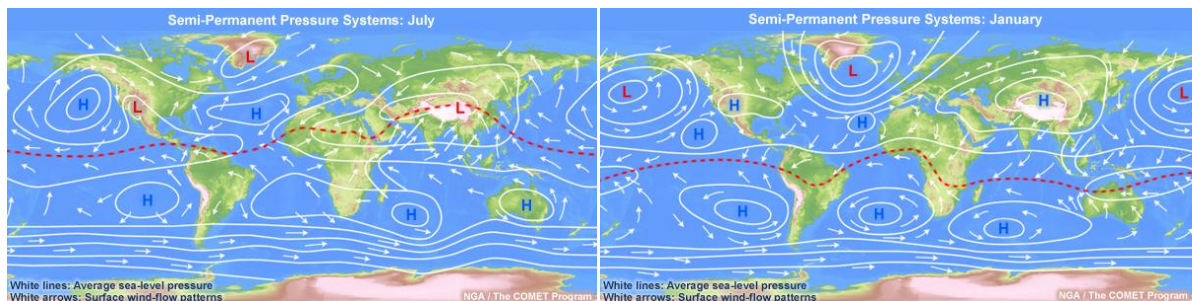 Semi-Permanent Pressure Systems: July
L
H
L
H
L
H
H
H
White lines: Average sea-level pressure
White arrows: Surface wind-flow patterns
NGA / The COMET Program
Semi-Permanent Pressure Systems: January
L
L
L
H
H
H
H
H
H
H
White lines: Average sea-level pressure
White arrows: Surface wind-flow patterns
NGA / The COMET Program